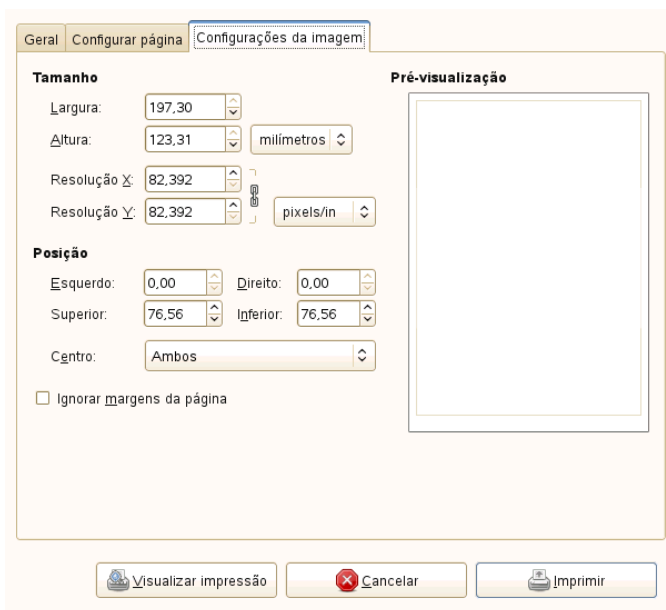 Geral Configurar página Configurações da imagem
Tamanho
Largura: 197,30
Altura: 123,31 milímetros
Resolução X: 82,392
Resolução Y: 82,392 pixels/in
Posição
Esquerdo: 0,00 Direito: 0,00
Superior: 76,56 Inferior: 76,56
Centro: Ambos
Ignorar margens da página
Pré-visualização
Visualizar impressão Cancelar Imprimir